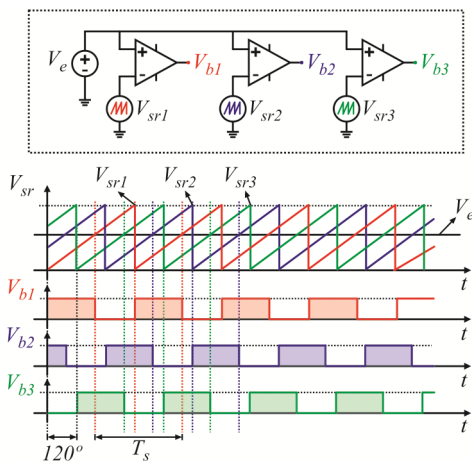 V_e
+
-
+
-
V_b1
V_sr1
+
-
V_b2
V_sr2
+
-
V_b3
V_sr3
V_sr
V_sr1
V_sr2
V_sr3
V_e
t
V_b1
t
V_b2
t
V_b3
t
120°
T_s